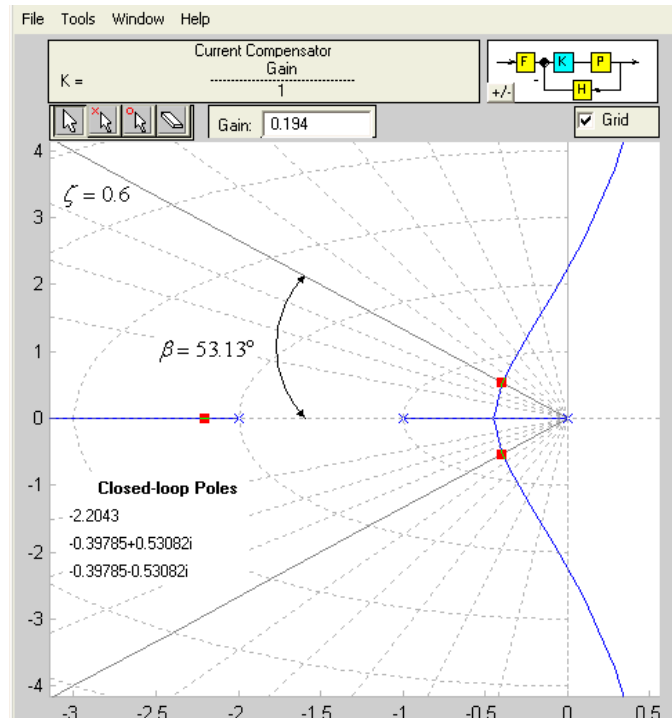 File Tools Window Help
Current Compensator
Gain
K = -----------------------------------
1
F K P
-
H
+/-
Gain: 0.194
Grid
4
ζ = 0.6
3
2
β = 53.13°
1
0
-1
Closed-loop Poles
-2.2043
-0.39785+0.53082i
-2
-0.39785-0.53082i
-3
-4
-3 -2.5 -2 -1.5 -1 -0.5 0 0.5